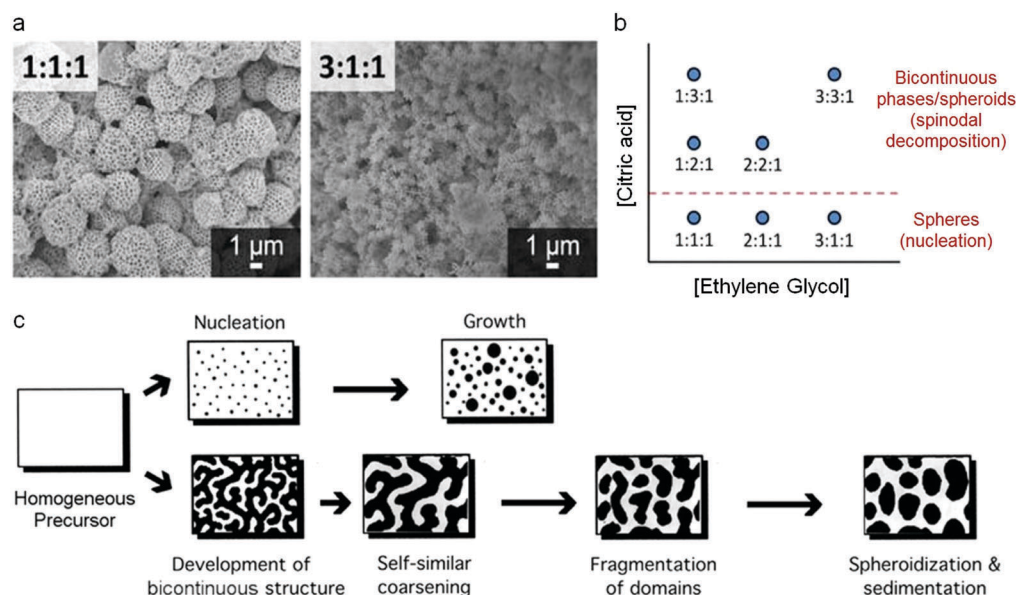 a
1:1:1
1 µm
3:1:1
1 µm
b
[Citric acid]
1:3:1
3:3:1
1:2:1
2:2:1
1:1:1
2:1:1
3:1:1
[Ethylene Glycol]
Bicontinuous
phases/spheroids
(spinodal
decomposition)
Spheres
(nucleation)
c
Nucleation
Growth
Homogeneous
Precursor
Development of
bicontinuous structure
Self-similar
coarsening
Fragmentation
of domains
Spheroidization &
sedimentation